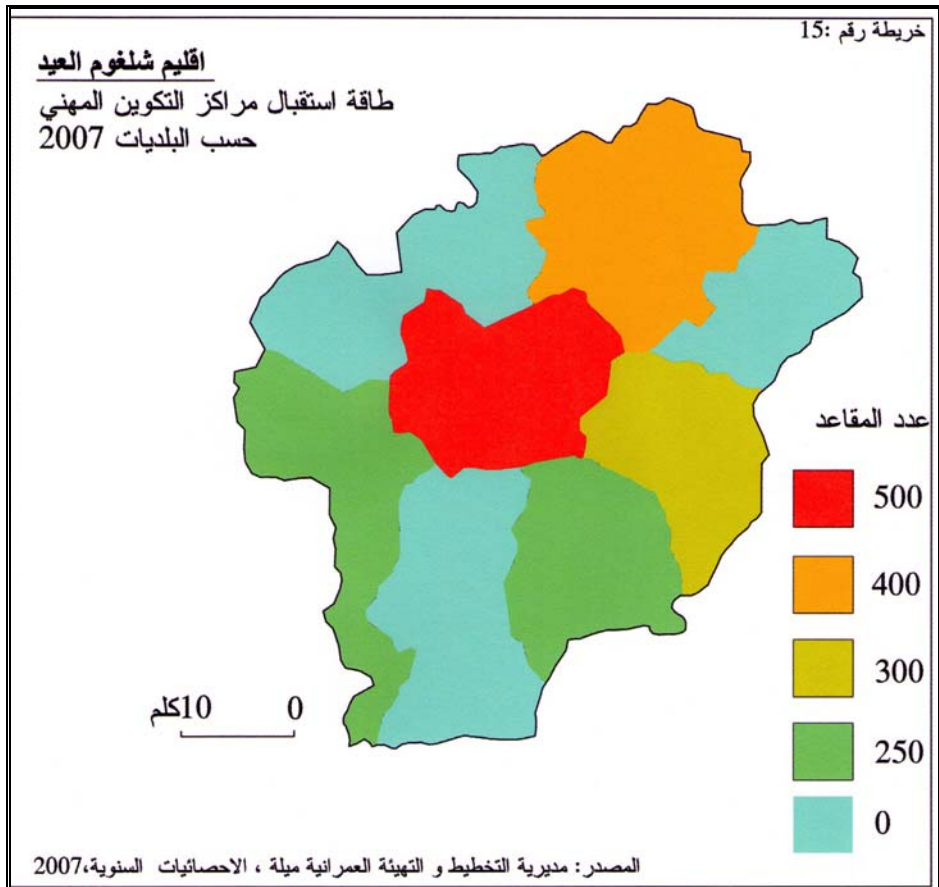 خريطة رقم :15
اقليم شلغوم العيد
طاقة استقبال مراكز التكوين المهني
حسب البلديات 2007
عدد المقاعد
500
400
300
250
0
10كلم 0
المصدر: مديرية التخطيط و التهيئة العمرانية ميلة ، الاحصائيات السنوية،2007